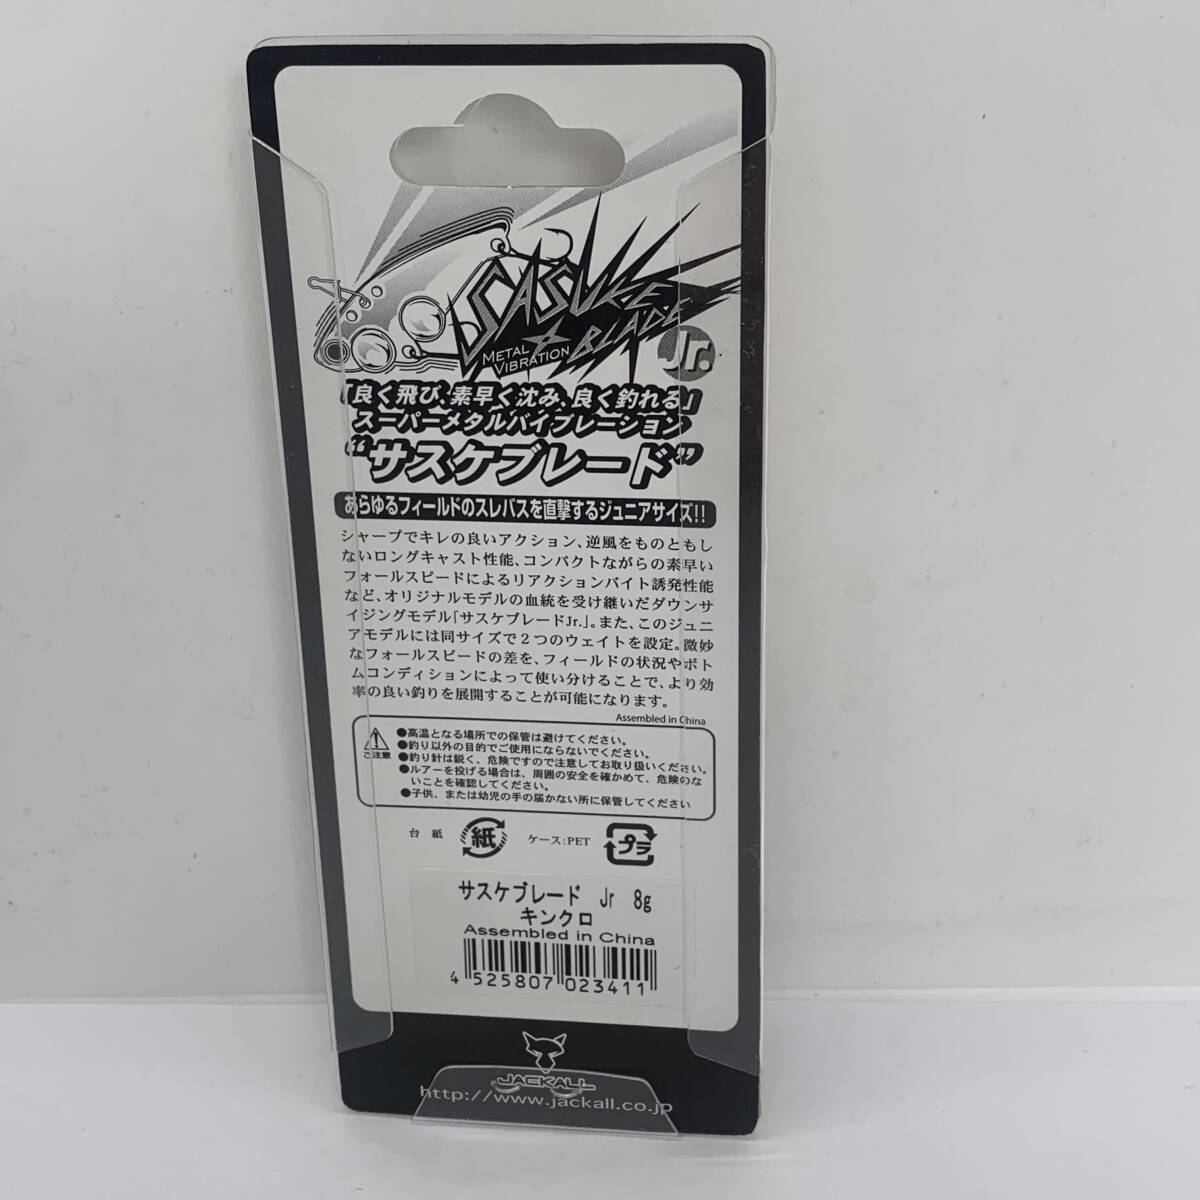 SASUKE BLADE
METAL VIBRATION
Jr.
「良く飛び、素早く沈み、良く釣れる」
スーパーメタルバイブレーション
“サスケブレード”
あらゆるフィールドのスレバスを直撃するジュニアサイズ!!
シャープでキレの良いアクション、逆風をものともし
ないロングキャスト性能、コンパクトながらの素早い
フォールスピードによるリアクションバイト誘発性能
など、オリジナルモデルの血統を受け継いだダウンサ
イジングモデル「サスケブレードJr.」。また、このジュニ
アモデルには同サイズで２つのウェイトを設定。微妙
なフォールスピードの差を、フィールドの状況やボト
ムコンディションによって使い分けることで、より効
率の良い釣りを展開することが可能になります。
Assembled in China
ご注意
●高温となる場所での保管は避けてください。
●釣り以外の目的でご使用にならないでください。
●釣り針は鋭く、危険ですので注意してお取り扱いください。
●ルアーを投げる場合は、周囲の安全を確かめて、危険のな
いことを確認してください。
●子供、または幼児の手の届かない所に保管してください
台紙 紙 ケース:PET プラ
サスケブレード Jr 8g
キンクロ
Assembled in China
4 525807 023411
JACKALL
http://www.jackall.co.jp